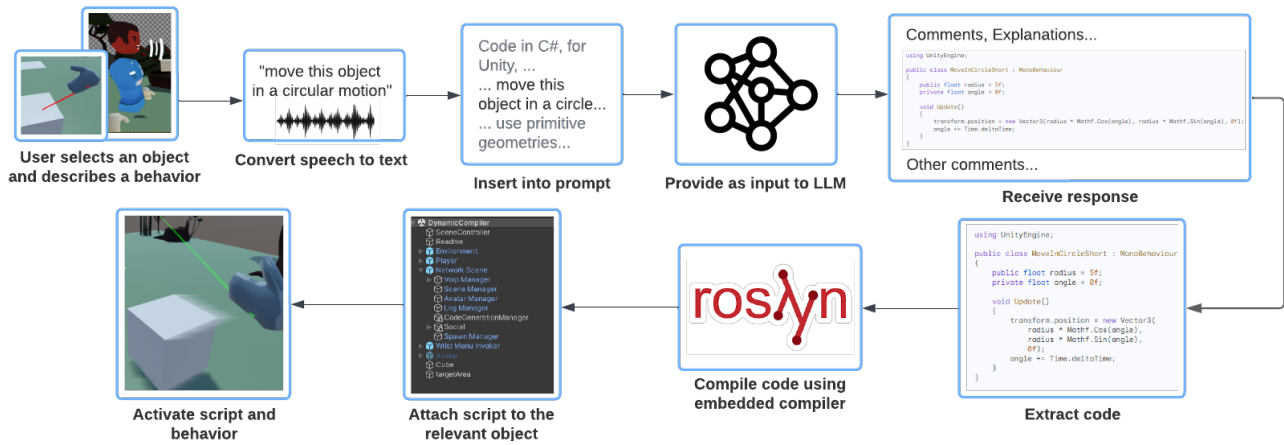 "move this object
in a circular motion"
Code in C#, for
Unity, ...
... move this
object in a circle...
... use primitive
geometries...
Comments, Explanations...
using UnityEngine;
public class MoveInCircleShort : MonoBehaviour
{
public float radius = 5f;
private float angle = 0f;
void Update()
{
transform.position = new Vector3(radius * Mathf.Cos(angle), radius * Mathf.Sin(angle), 0f);
angle += Time.deltaTime;
}
}
Other comments...
User selects an object
and describes a behavior
Convert speech to text
Insert into prompt
Provide as input to LLM
Receive response
DynamicCompiler
SceneController
Readme
Environment
Player
Network Scene
Voip Manager
Scene Manager
Avatar Manager
Log Manager
CodeGenerationManager
Social
Spawn Manager
Wrist Menu Invoker
Avatar
Cube
targetArea
roslyn
using UnityEngine;
public class MoveInCircleShort : MonoBehaviour
{
public float radius = 5f;
private float angle = 0f;
void Update()
{
transform.position = new Vector3(
radius * Mathf.Cos(angle),
radius * Mathf.Sin(angle),
0f);
angle += Time.deltaTime;
}
}
Activate script and
behavior
Attach script to the
relevant object
Compile code using
embedded compiler
Extract code